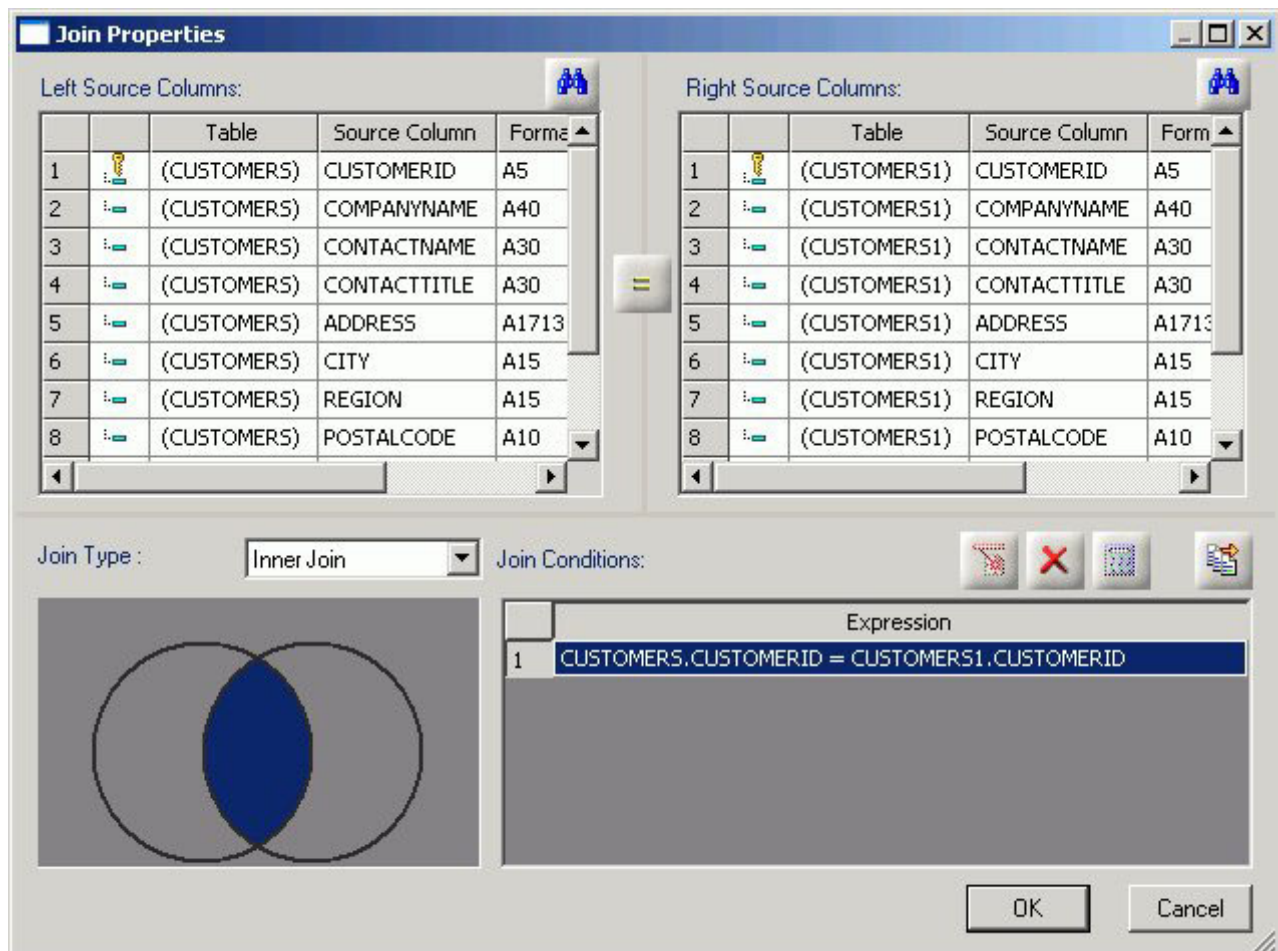 Join Properties
Left Source Columns:
Table Source Column Forma
1 (CUSTOMERS) CUSTOMERID A5
2 (CUSTOMERS) COMPANYNAME A40
3 (CUSTOMERS) CONTACTNAME A30
4 (CUSTOMERS) CONTACTTITLE A30
5 (CUSTOMERS) ADDRESS A1713
6 (CUSTOMERS) CITY A15
7 (CUSTOMERS) REGION A15
8 (CUSTOMERS) POSTALCODE A10
=
Right Source Columns:
Table Source Column Form
1 (CUSTOMERS1) CUSTOMERID A5
2 (CUSTOMERS1) COMPANYNAME A40
3 (CUSTOMERS1) CONTACTNAME A30
4 (CUSTOMERS1) CONTACTTITLE A30
5 (CUSTOMERS1) ADDRESS A1713
6 (CUSTOMERS1) CITY A15
7 (CUSTOMERS1) REGION A15
8 (CUSTOMERS1) POSTALCODE A10
Join Type : Inner Join
Join Conditions:
Expression
1 CUSTOMERS.CUSTOMERID = CUSTOMERS1.CUSTOMERID
OK Cancel